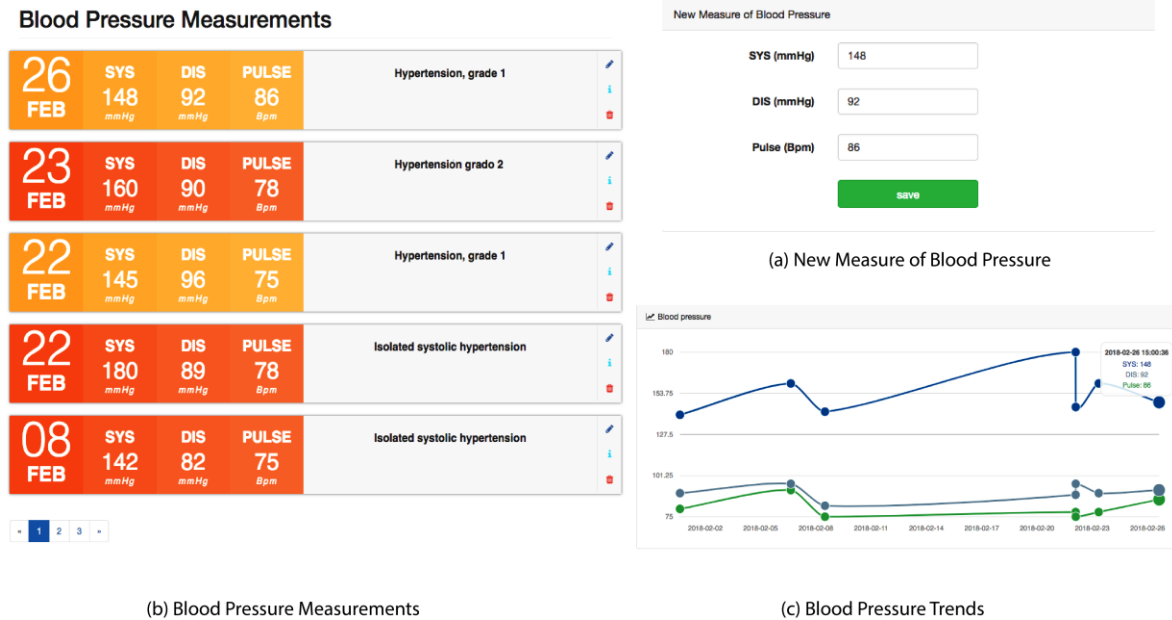 Blood Pressure Measurements
26
FEB
SYS
148
mmHg
DIS
92
mmHg
PULSE
86
Bpm
Hypertension, grade 1
23
FEB
SYS
160
mmHg
DIS
90
mmHg
PULSE
78
Bpm
Hypertension grado 2
22
FEB
SYS
145
mmHg
DIS
96
mmHg
PULSE
75
Bpm
Hypertension, grade 1
22
FEB
SYS
180
mmHg
DIS
89
mmHg
PULSE
78
Bpm
Isolated systolic hypertension
08
FEB
SYS
142
mmHg
DIS
82
mmHg
PULSE
75
Bpm
Isolated systolic hypertension
« 1 2 3 »
(b) Blood Pressure Measurements
New Measure of Blood Pressure
SYS (mmHg) 148
DIS (mmHg) 92
Pulse (Bpm) 86
save
(a) New Measure of Blood Pressure
Blood pressure
180
153.75
127.5
101.25
75
2018-02-26 15:00:36
SYS: 148
DIS: 92
Pulse: 86
2018-02-02 2018-02-05 2018-02-08 2018-02-11 2018-02-14 2018-02-17 2018-02-20 2018-02-23 2018-02-26
(c) Blood Pressure Trends